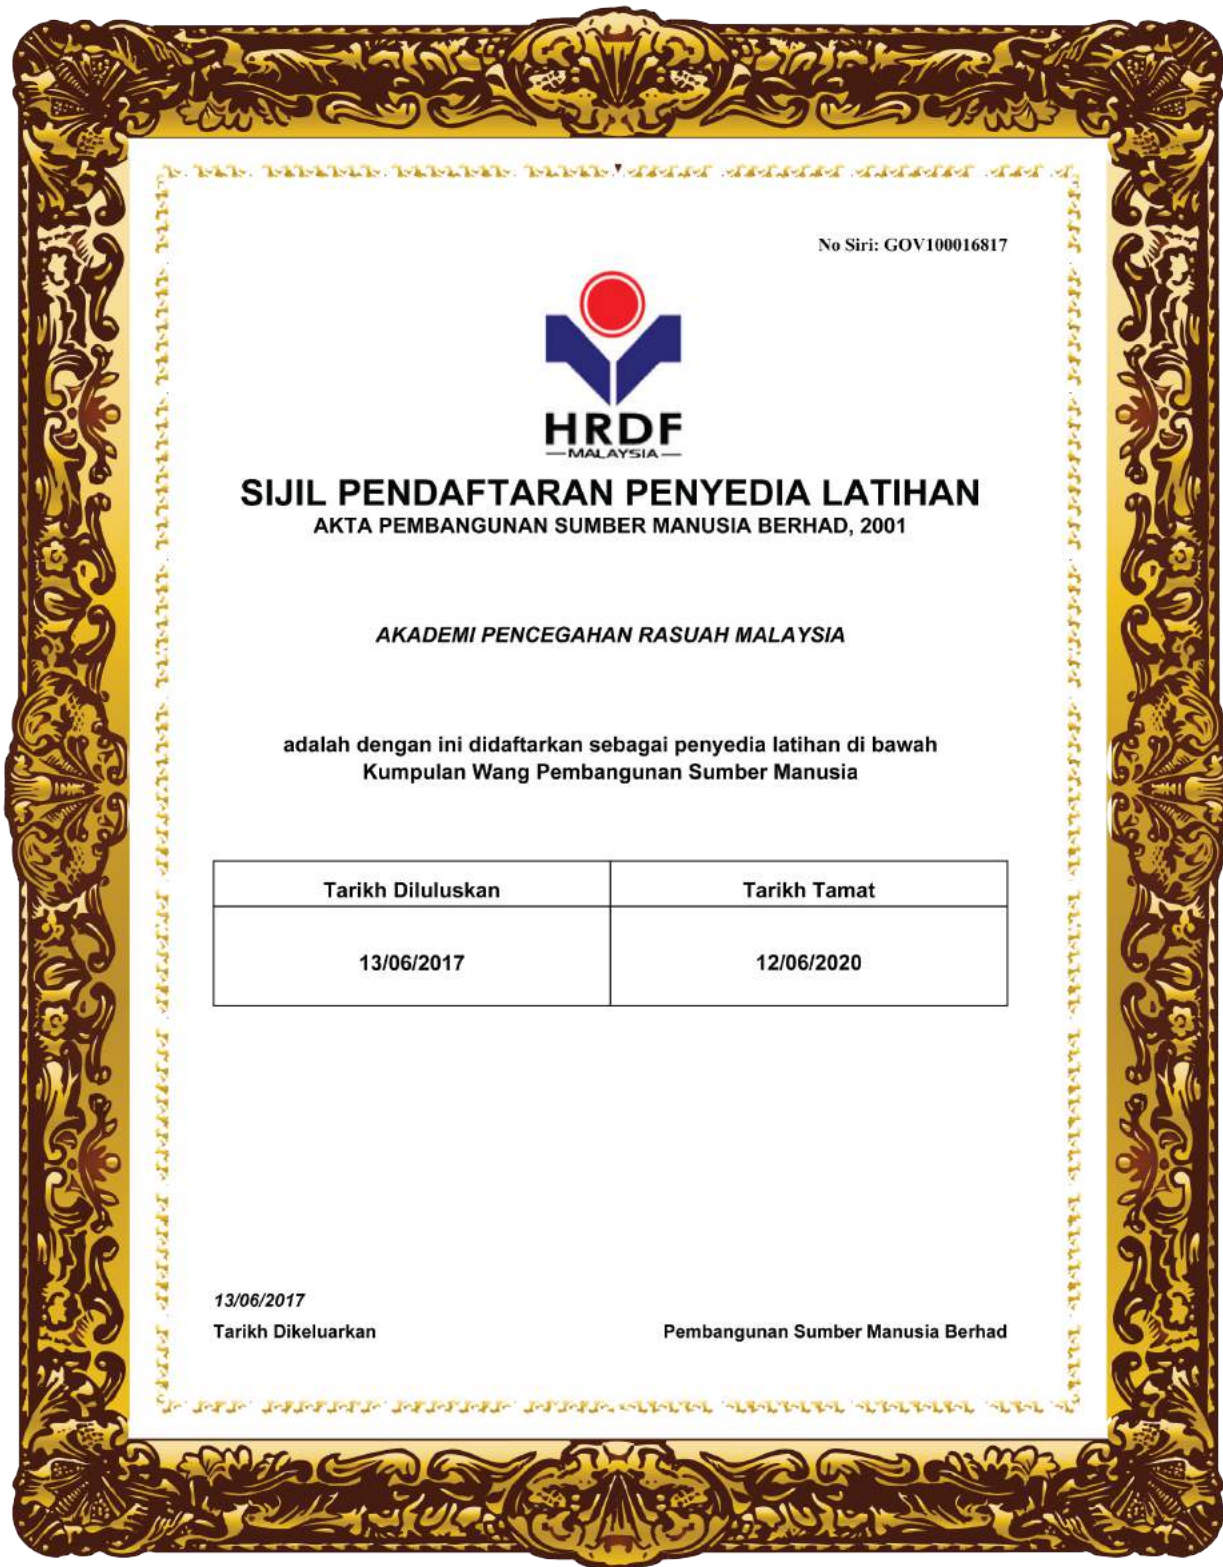 No Siri: GOV100016817
HRDF
MALAYSIA
SIJIL PENDAFTARAN PENYEDIA LATIHAN
AKTA PEMBANGUNAN SUMBER MANUSIA BERHAD, 2001
AKADEMI PENCEGAHAN RASUAH MALAYSIA
adalah dengan ini didaftarkan sebagai penyedia latihan di bawah
Kumpulan Wang Pembangunan Sumber Manusia
Tarikh Diluluskan Tarikh Tamat
13/06/2017 12/06/2020
13/06/2017
Tarikh Dikeluarkan Pembangunan Sumber Manusia Berhad